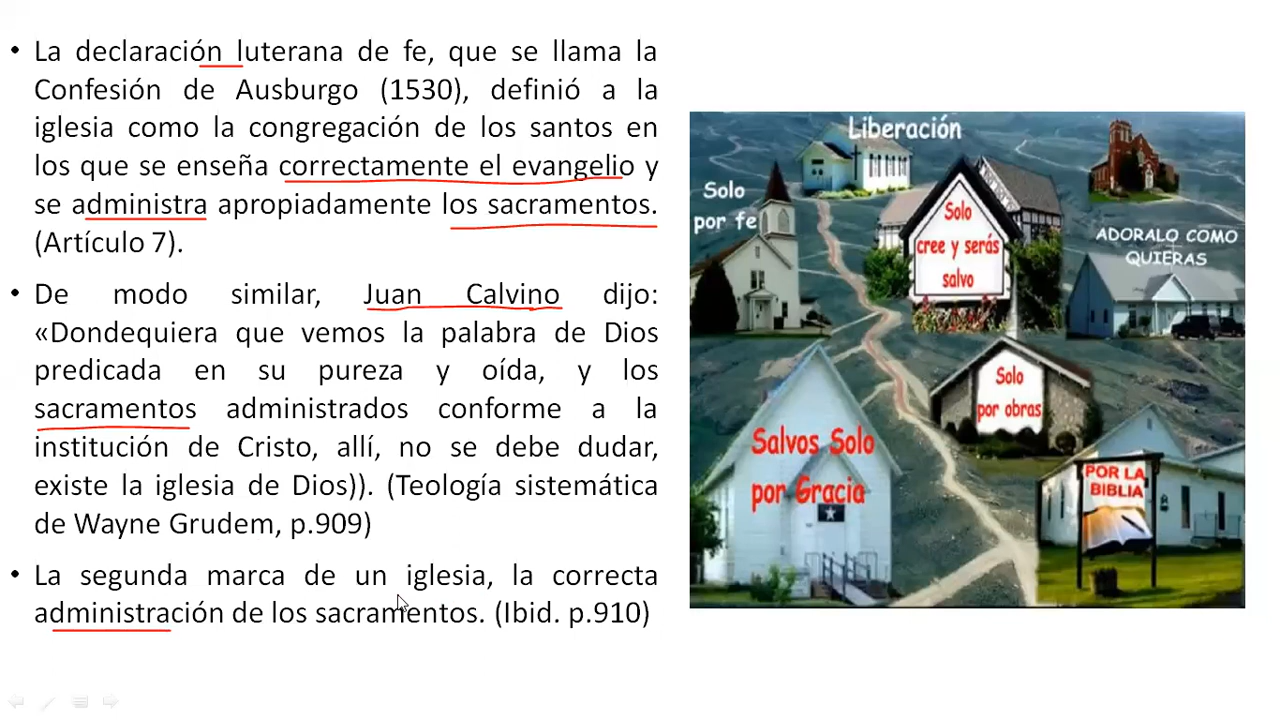 • La declaración luterana de fe, que se llama la
Confesión de Ausburgo (1530), definió a la
iglesia como la congregación de los santos en
los que se enseña correctamente el evangelio y
se administra apropiadamente los sacramentos.
(Artículo 7).
• De modo similar, Juan Calvino dijo:
«Dondequiera que vemos la palabra de Dios
predicada en su pureza y oída, y los
sacramentos administrados conforme a la
institución de Cristo, allí, no se debe dudar,
existe la iglesia de Dios)). (Teología sistemática
de Wayne Grudem, p.909)
• La segunda marca de un iglesia, la correcta
administración de los sacramentos. (Ibid. p.910)
Liberación
Solo
por fe
Solo
cree y serás
salvo
ADORALO COMO
QUIERAS
Solo
por obras
Salvos Solo
por Gracia
POR LA
BIBLIA